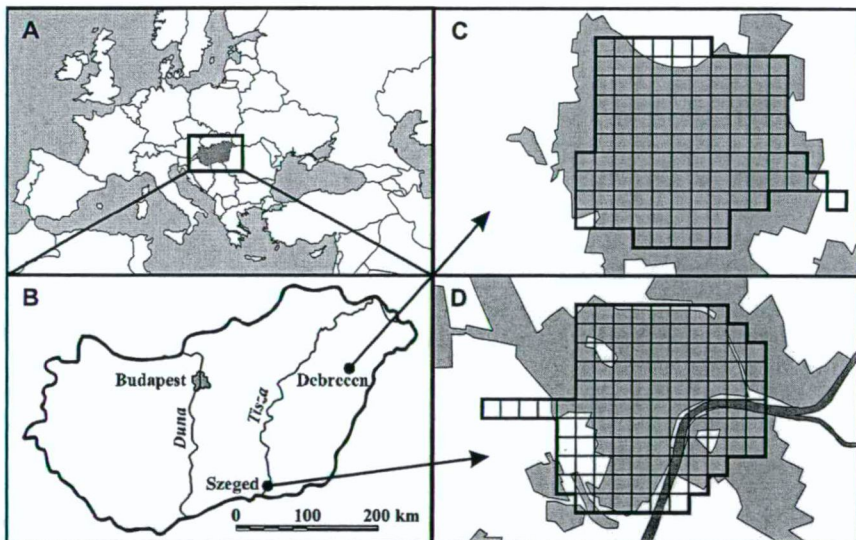 A
C
B
Budapest
Duna
Tisza
Debrecen
Szeged
0 100 200 km
D